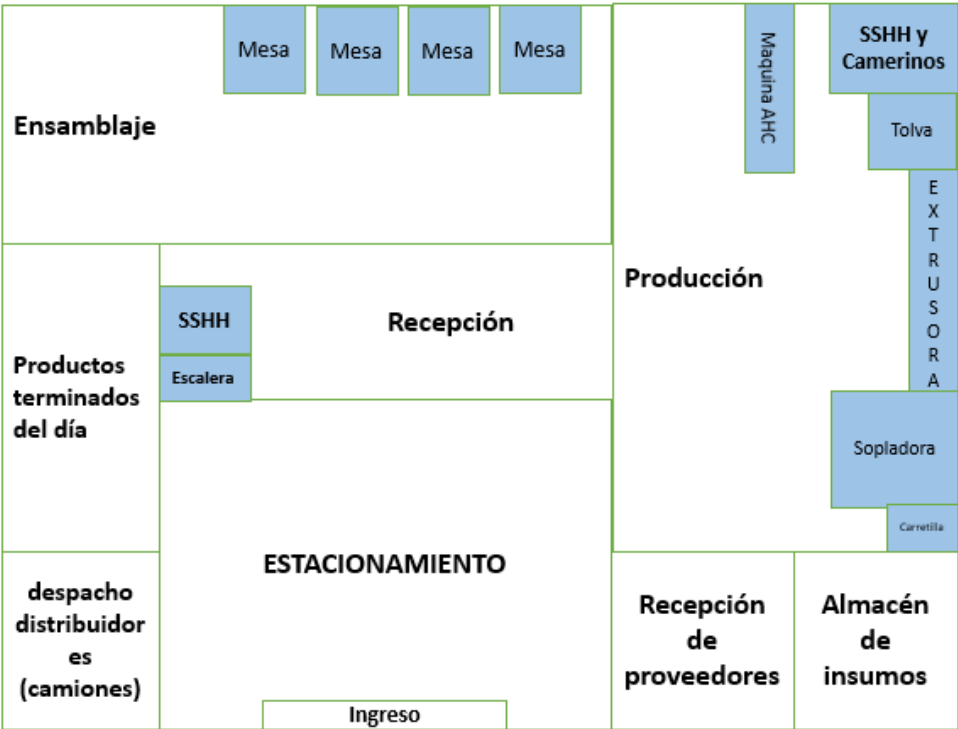 Mesa
Mesa
Mesa
Mesa
Maquina AHC
SSHH y
Camerinos
Tolva
Ensamblaje
E
X
T
R
U
S
O
R
A
Producción
SSHH
Recepción
Escalera
Productos
terminados
del día
Sopladora
Carretilla
ESTACIONAMIENTO
despacho
distribuidor
es
(camiones)
Recepción
de
proveedores
Almacén
de
insumos
Ingreso